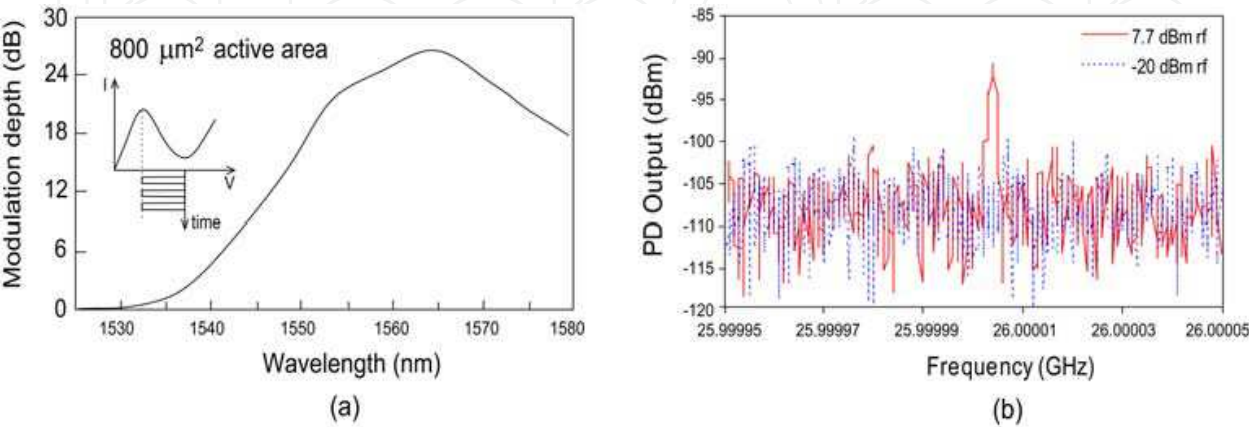 30
24
18
12
6
0
Modulation depth (dB)
800 μm² active area
I
V
time
1530 1540 1550 1560 1570 1580
Wavelength (nm)
(a)
-85
-90
-95
-100
-105
-110
-115
-120
PD Output (dBm)
7.7 dBm rf
-20 dBm rf
25.99995 25.99997 25.99999 26.00001 26.00003 26.00005
Frequency (GHz)
(b)